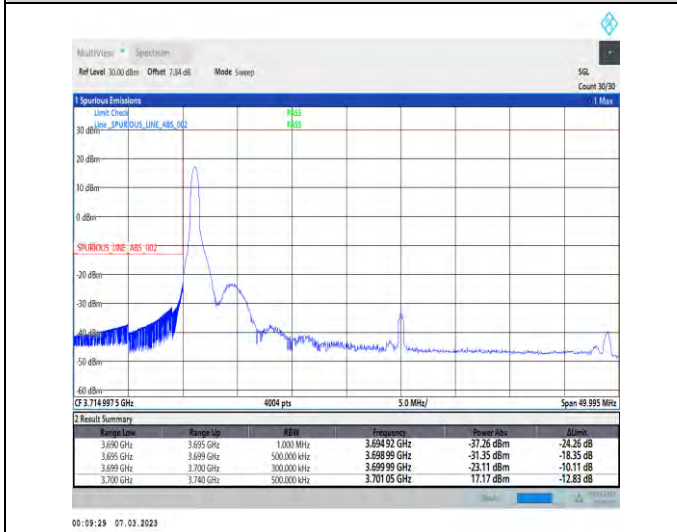 MultiView Spectrum
Ref Level 30.00 dBm Offset 7.84 dB Mode Sweep SGL
Count 30/30
1 Spurious Emissions 1 Max
Limit Check PASS
Line _SPURIOUS_LINE_ABS_002 PASS
30 dBm
20 dBm
10 dBm
0 dBm
_SPURIOUS_LINE_ABS_002
-20 dBm
-30 dBm
-40 dBm
-50 dBm
-60 dBm
CF 3.714 997 5 GHz 4004 pts 5.0 MHz/ Span 49.995 MHz
2 Result Summary
Range Low Range Up RBW Frequency Power Abs ΔLimit
3.690 GHz 3.695 GHz 1.000 MHz 3.694 92 GHz -37.26 dBm -24.26 dB
3.695 GHz 3.699 GHz 500.000 kHz 3.698 99 GHz -31.35 dBm -18.35 dB
3.699 GHz 3.700 GHz 300.000 kHz 3.699 99 GHz -23.11 dBm -10.11 dB
3.700 GHz 3.740 GHz 500.000 kHz 3.701 05 GHz 17.17 dBm -12.83 dB
00:09:29 07.03.2023